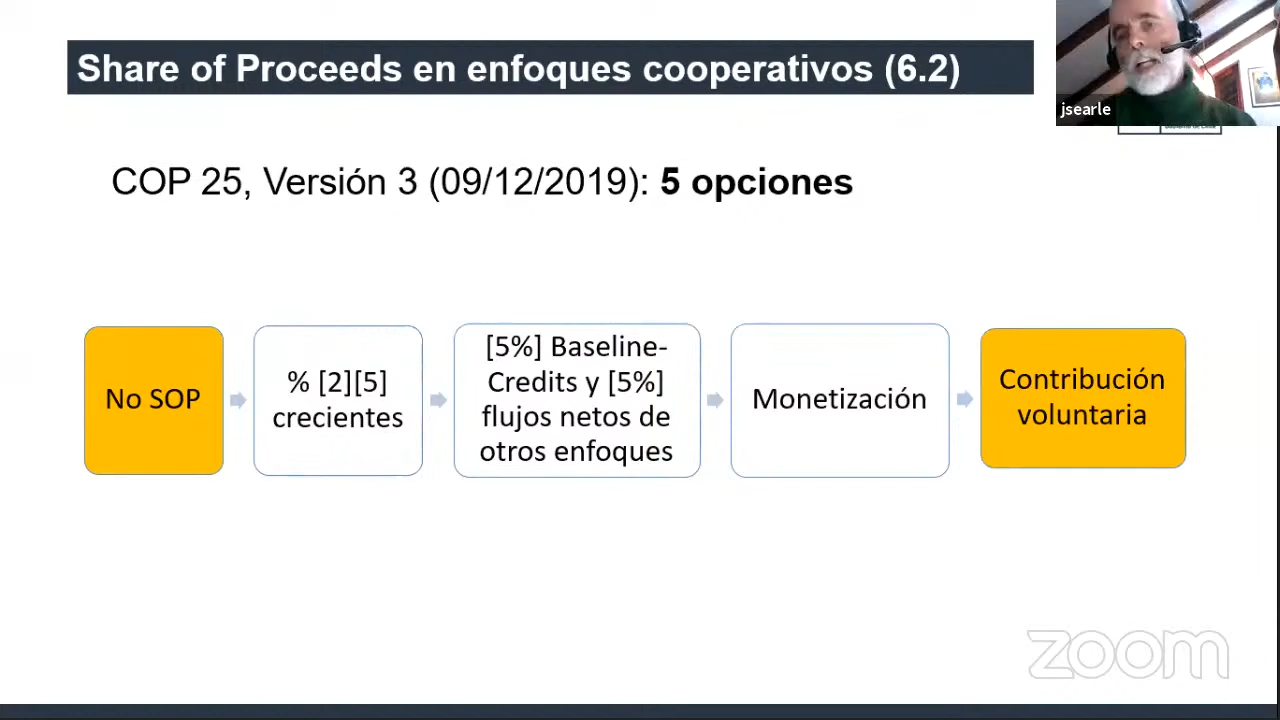 Share of Proceeds en enfoques cooperativos (6.2)
jsearle
COP 25, Versión 3 (09/12/2019): 5 opciones
No SOP
% [2][5]
crecientes
[5%] Baseline-
Credits y [5%]
flujos netos de
otros enfoques
Monetización
Contribución
voluntaria
zoom